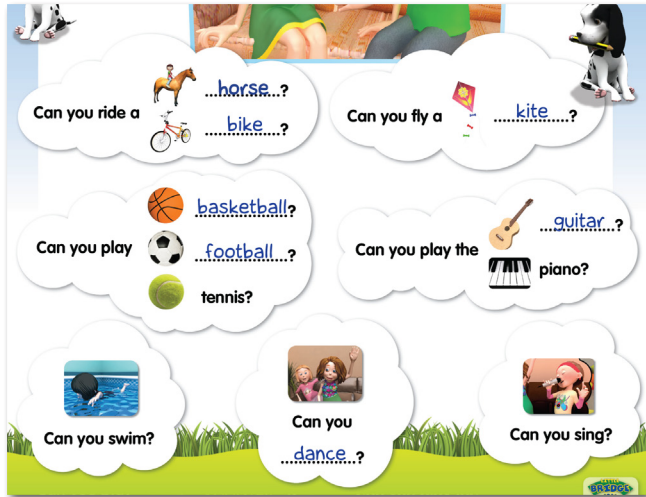 Can you ride a
horse?
bike?
Can you fly a kite?
Can you play
basketball?
football?
tennis?
Can you play the
guitar?
piano?
Can you swim?
Can you
dance?
Can you sing?
BRIDGE